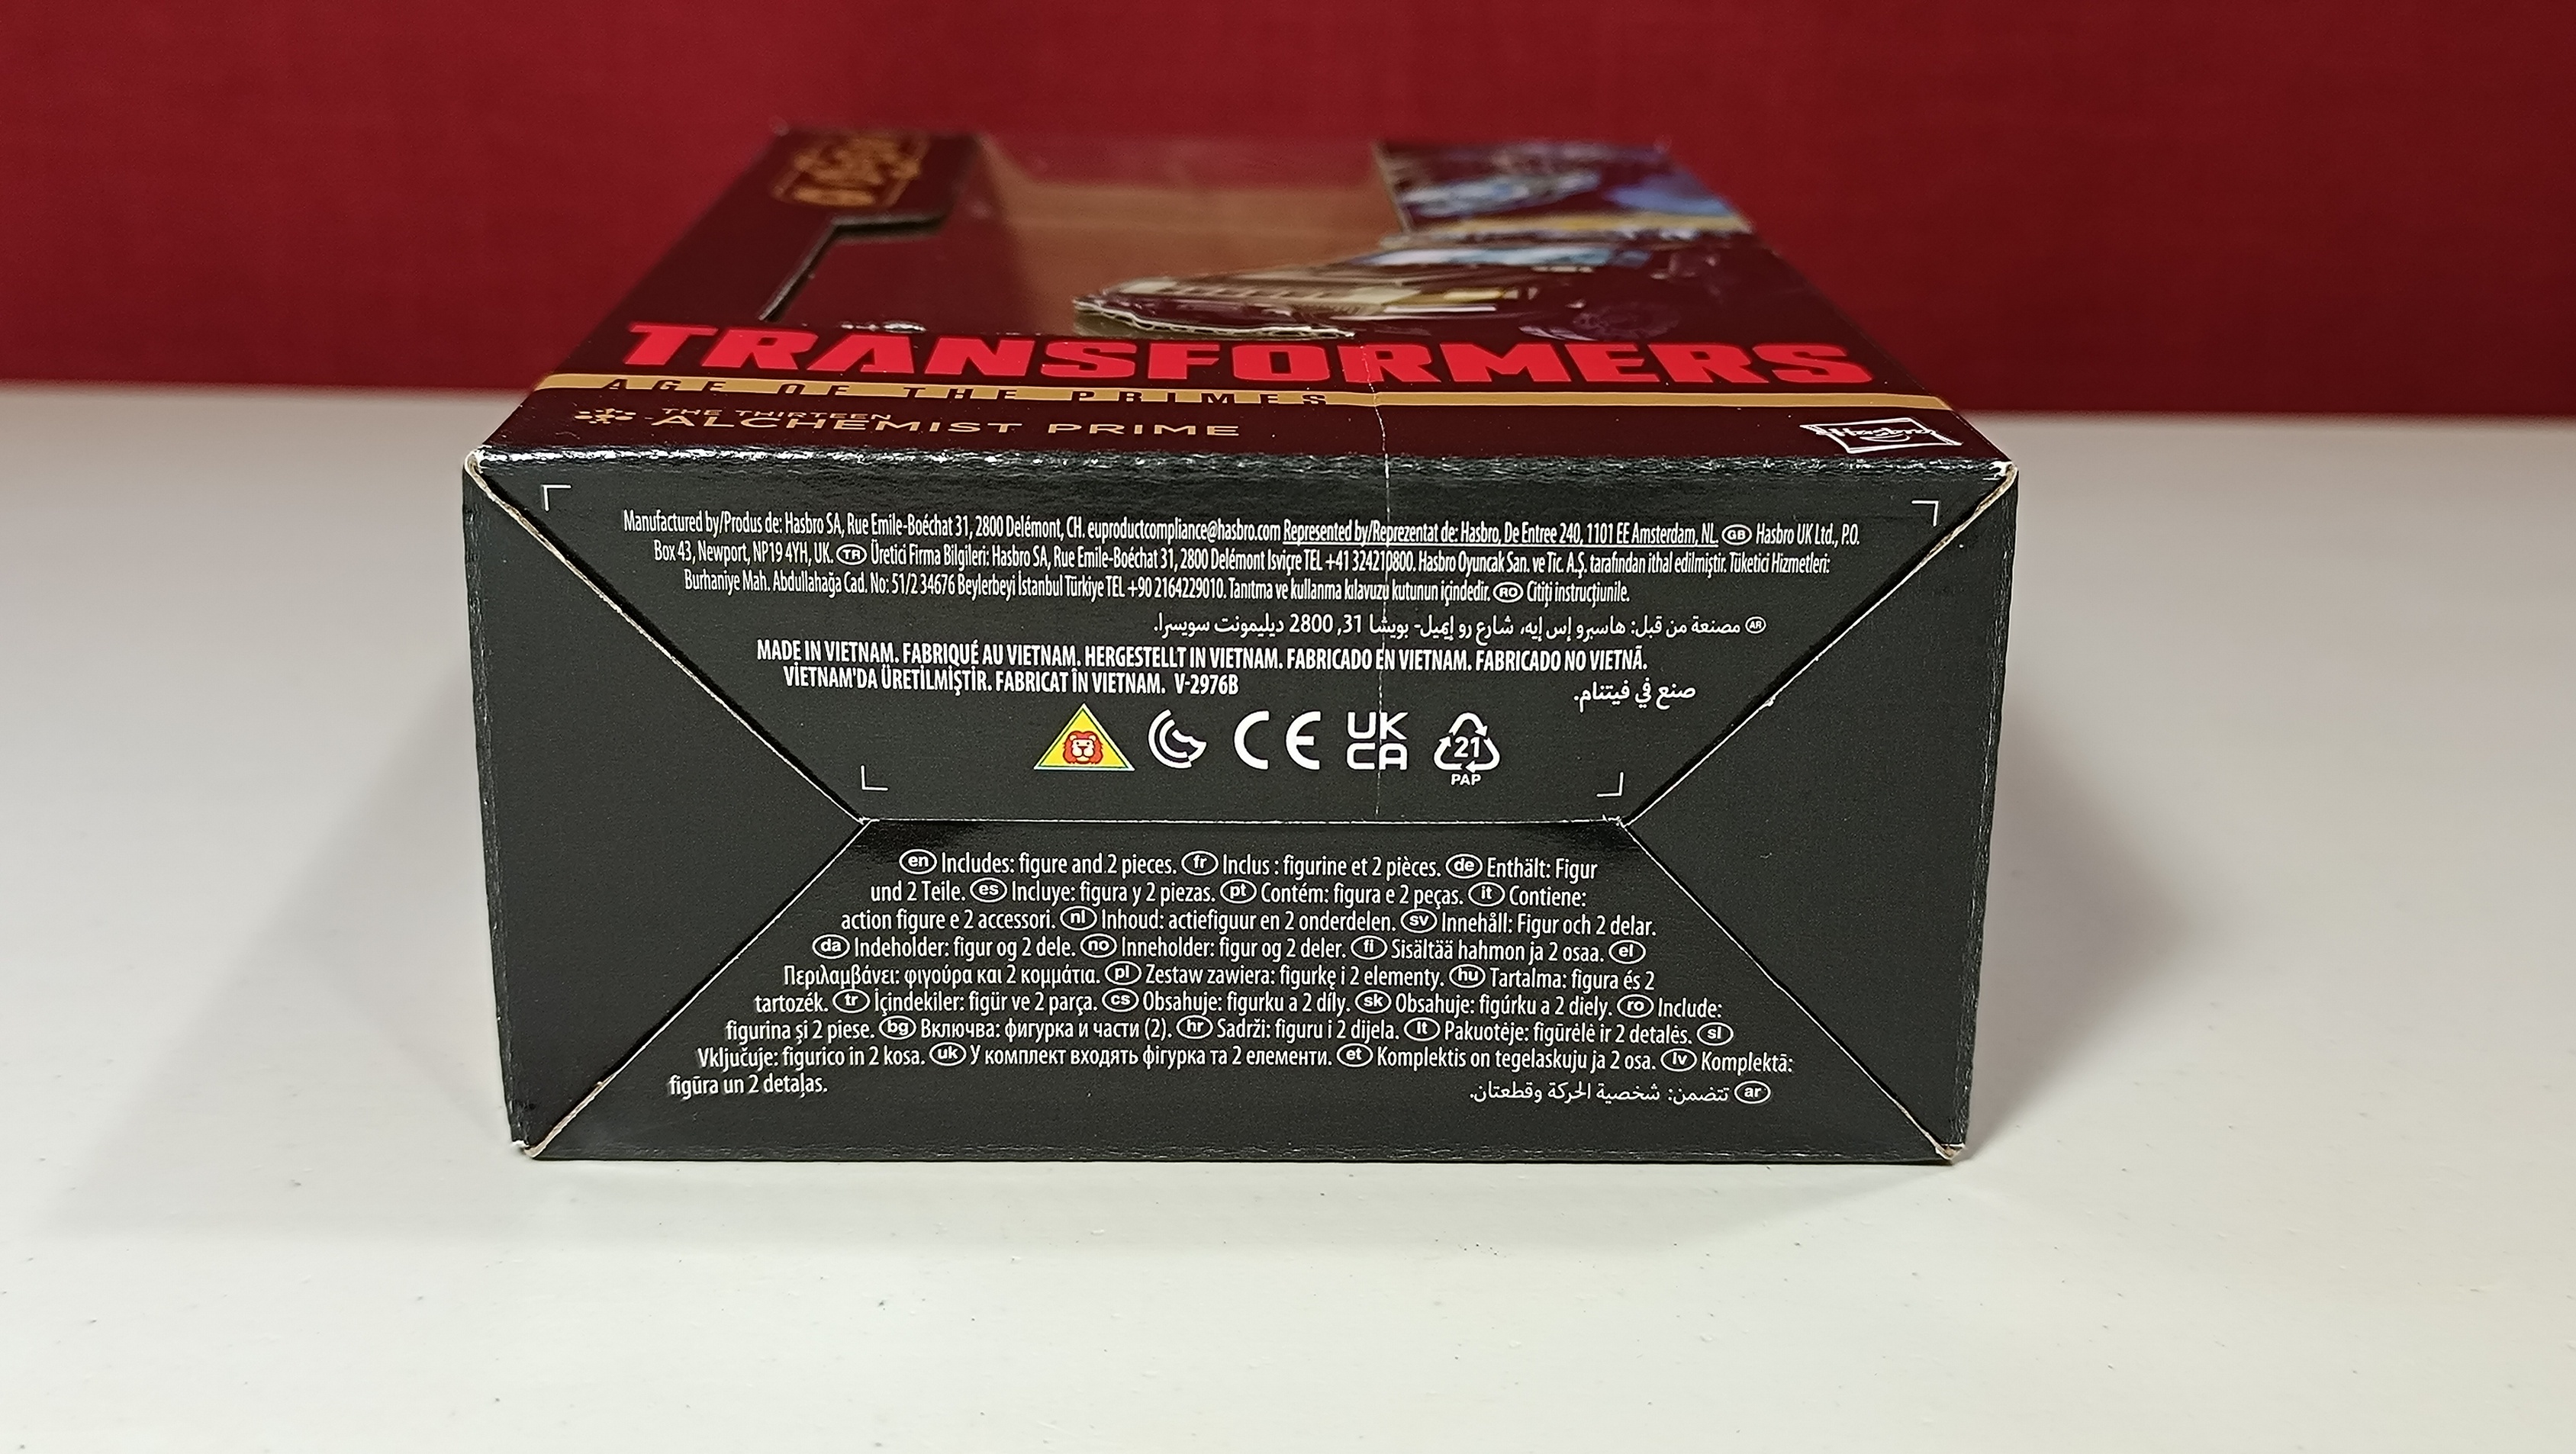 TRANSFORMERS
AGE OF THE PRIMES
THE THIRTEEN
ALCHEMIST PRIME
Hasbro
Manufactured by/Produs de: Hasbro SA, Rue Emile-Boéchat 31, 2800 Delémont, CH. euproductcompliance@hasbro.com Represented by/Reprezentat de: Hasbro, De Entree 240, 1101 EE Amsterdam, NL. GB Hasbro UK Ltd., P.O.
Box 43, Newport, NP19 4YH, UK. TR Üretici Firma Bilgileri: Hasbro SA, Rue Emile-Boéchat 31, 2800 Delémont Isviçre TEL +41 324210800. Hasbro Oyuncak San. ve Tic. A.Ş. tarafından ithal edilmiştir. Tüketici Hizmetleri:
Burhaniye Mah. Abdullahağa Cad. No: 51/2 34676 Beylerbeyi İstanbul Türkiye TEL +90 2164229010. Tanıtma ve kullanma kılavuzu kutunun içindedir. RO Citiți instrucțiunile.
AR مصنعة من قبل: هاسبرو إس إيه، شارع رو إيميل- بويشا 31, 2800 ديليمونت سويسرا.
MADE IN VIETNAM. FABRIQUÉ AU VIETNAM. HERGESTELLT IN VIETNAM. FABRICADO EN VIETNAM. FABRICADO NO VIETNÃ.
VİETNAM'DA ÜRETİLMİŞTİR. FABRICAT ÎN VIETNAM. V-2976B
صنع في فيتنام.
CE UK CA 21 PAP
en Includes: figure and 2 pieces. fr Inclus : figurine et 2 pièces. de Enthält: Figur
und 2 Teile. es Incluye: figura y 2 piezas. pt Contém: figura e 2 peças. it Contiene:
action figure e 2 accessori. nl Inhoud: actiefiguur en 2 onderdelen. sv Innehåll: Figur och 2 delar.
da Indeholder: figur og 2 dele. no Inneholder: figur og 2 deler. fi Sisältää hahmon ja 2 osaa. el
Περιλαμβάνει: φιγούρα και 2 κομμάτια. pl Zestaw zawiera: figurkę i 2 elementy. hu Tartalma: figura és 2
tartozék. tr İçindekiler: figür ve 2 parça. cs Obsahuje: figurku a 2 díly. sk Obsahuje: figúrku a 2 diely. ro Include:
figurina și 2 piese. bg Включва: фигурка и части (2). hr Sadrži: figuru i 2 dijela. lt Pakuotėje: figūrėlė ir 2 detalės. sl
Vključuje: figurico in 2 kosa. uk У комплект входять фігурка та 2 елементи. et Komplektis on tegelaskuju ja 2 osa. lv Komplektā:
figūra un 2 detaļas.
ar تتضمن: شخصية الحركة وقطعتان.